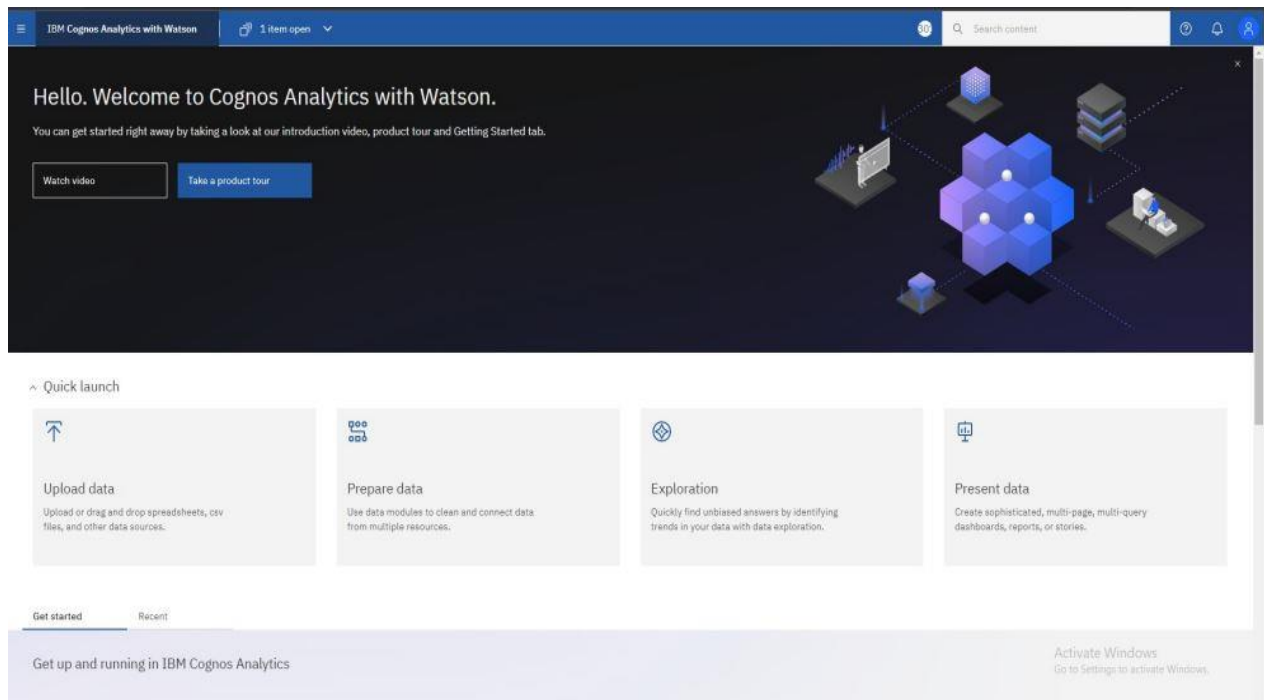 IBM Cognos Analytics with Watson
1 item open
30
Search content
Hello. Welcome to Cognos Analytics with Watson.
You can get started right away by taking a look at our introduction video, product tour and Getting Started tab.
Watch video
Take a product tour
Quick launch
Upload data
Upload or drag and drop spreadsheets, csv
files, and other data sources.
Prepare data
Use data modules to clean and connect data
from multiple resources.
Exploration
Quickly find unbiased answers by identifying
trends in your data with data exploration.
Present data
Create sophisticated, multi-page, multi-query
dashboards, reports, or stories.
Get started
Recent
Get up and running in IBM Cognos Analytics
Activate Windows
Go to Settings to activate Windows.